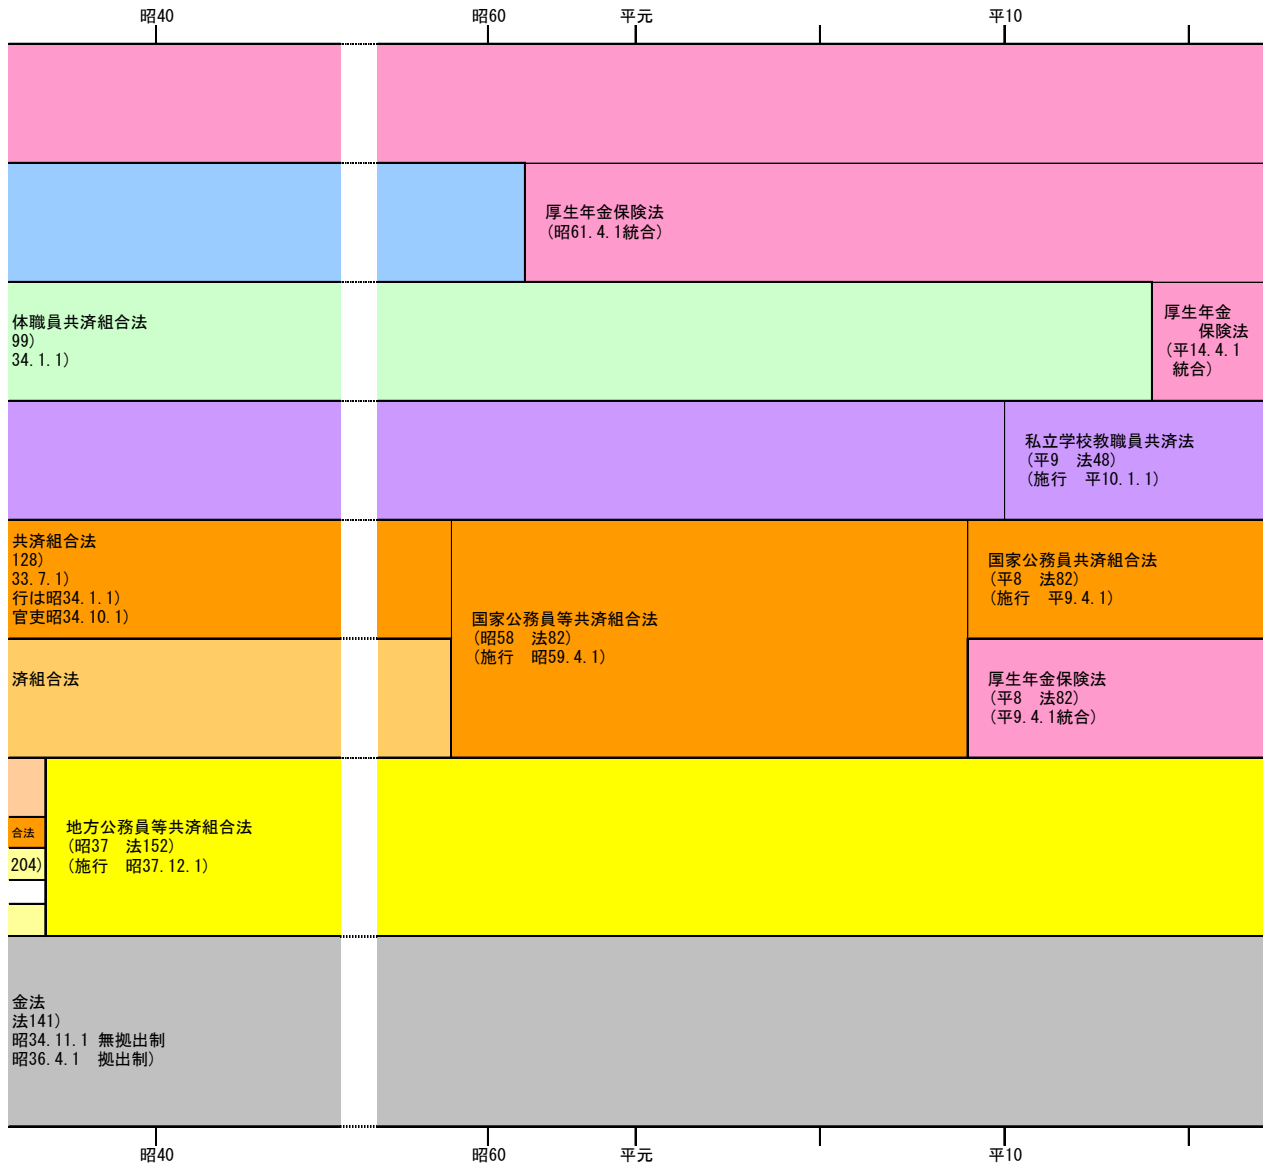 昭40 昭60 平元 平10
厚生年金保険法
(昭61.4.1統合)
体職員共済組合法
99)
34.1.1)
厚生年金
保険法
(平14.4.1
統合)
私立学校教職員共済法
(平9 法48)
(施行 平10.1.1)
共済組合法
128)
33.7.1)
行は昭34.1.1)
官吏昭34.10.1)
国家公務員等共済組合法
(昭58 法82)
(施行 昭59.4.1)
国家公務員共済組合法
(平8 法82)
(施行 平9.4.1)
済組合法
厚生年金保険法
(平8 法82)
(平9.4.1統合)
合法
204)
地方公務員等共済組合法
(昭37 法152)
(施行 昭37.12.1)
金法
法141)
昭34.11.1 無拠出制
昭36.4.1 拠出制)
昭40 昭60 平元 平10